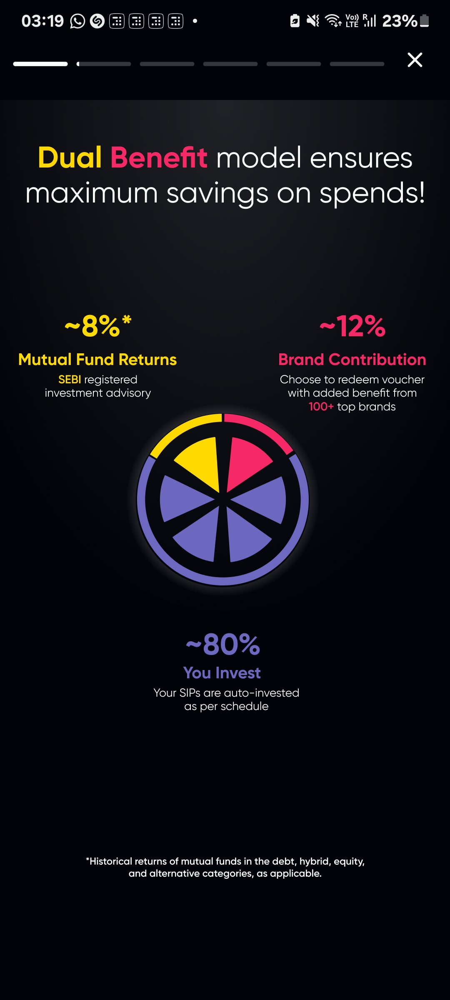 03:19
Vo))
LTE
R
23%
Dual Benefit model ensures
maximum savings on spends!
~8%*
Mutual Fund Returns
SEBI registered
investment advisory
~12%
Brand Contribution
Choose to redeem voucher
with added benefit from
100+ top brands
~80%
You Invest
Your SIPs are auto-invested
as per schedule
*Historical returns of mutual funds in the debt, hybrid, equity,
and alternative categories, as applicable.